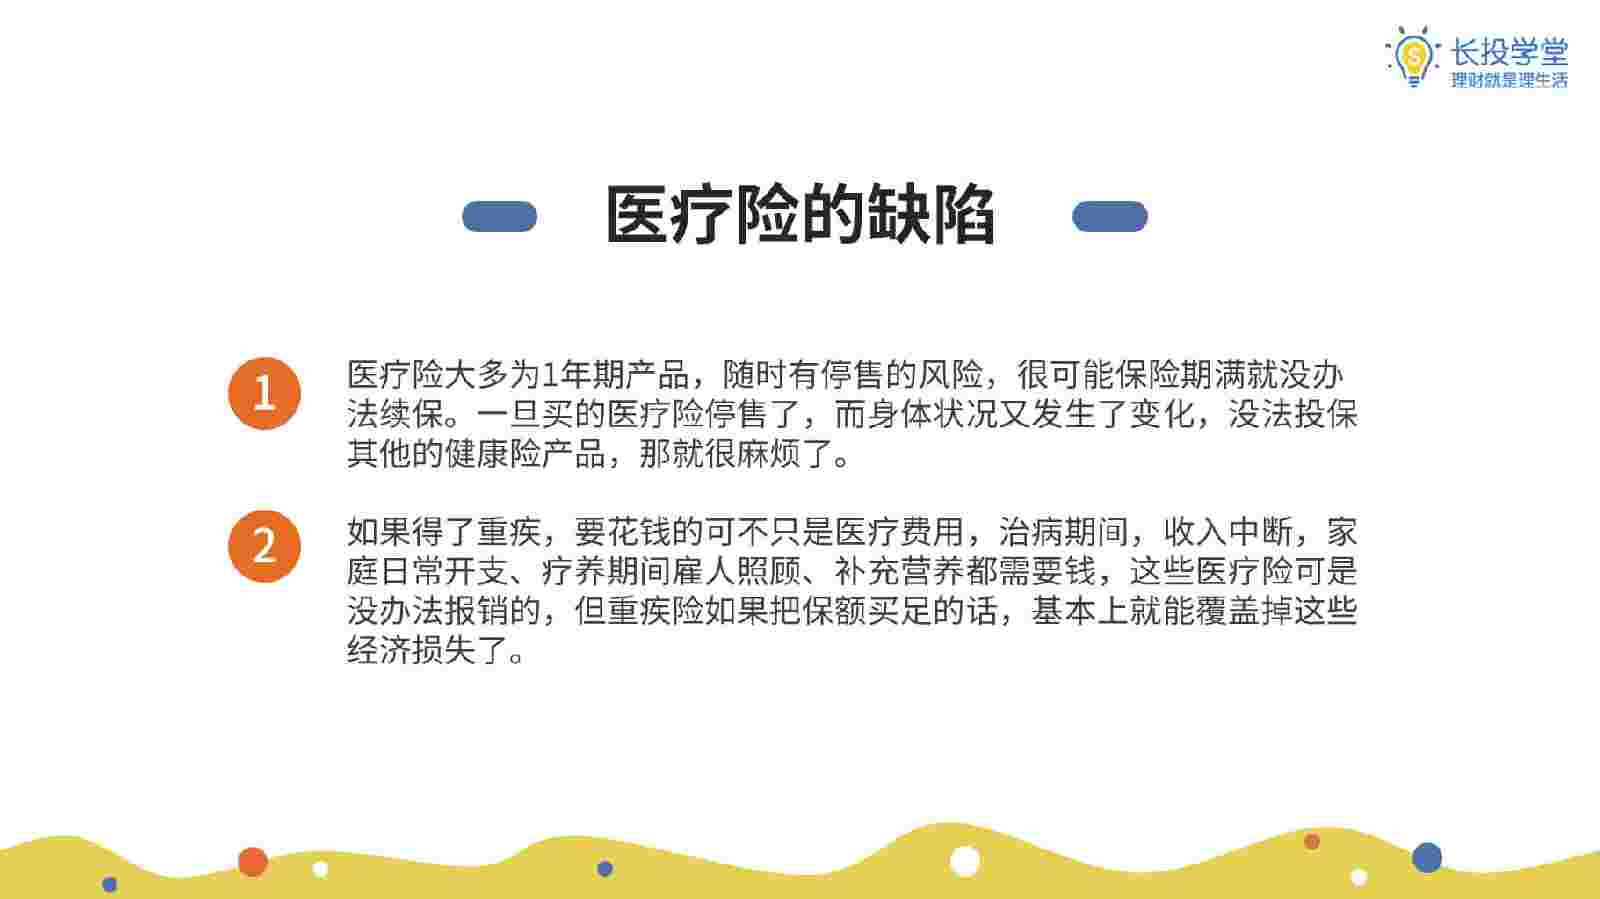 长投学堂
理财就是理生活
医疗险的缺陷
1
医疗险大多为1年期产品，随时有停售的风险，很可能保险期满就没办
法续保。一旦买的医疗险停售了，而身体状况又发生了变化，没法投保
其他的健康险产品，那就很麻烦了。
2
如果得了重疾，要花钱的可不只是医疗费用，治病期间，收入中断，家
庭日常开支、疗养期间雇人照顾、补充营养都需要钱，这些医疗险可是
没办法报销的，但重疾险如果把保额买足的话，基本上就能覆盖掉这些
经济损失了。